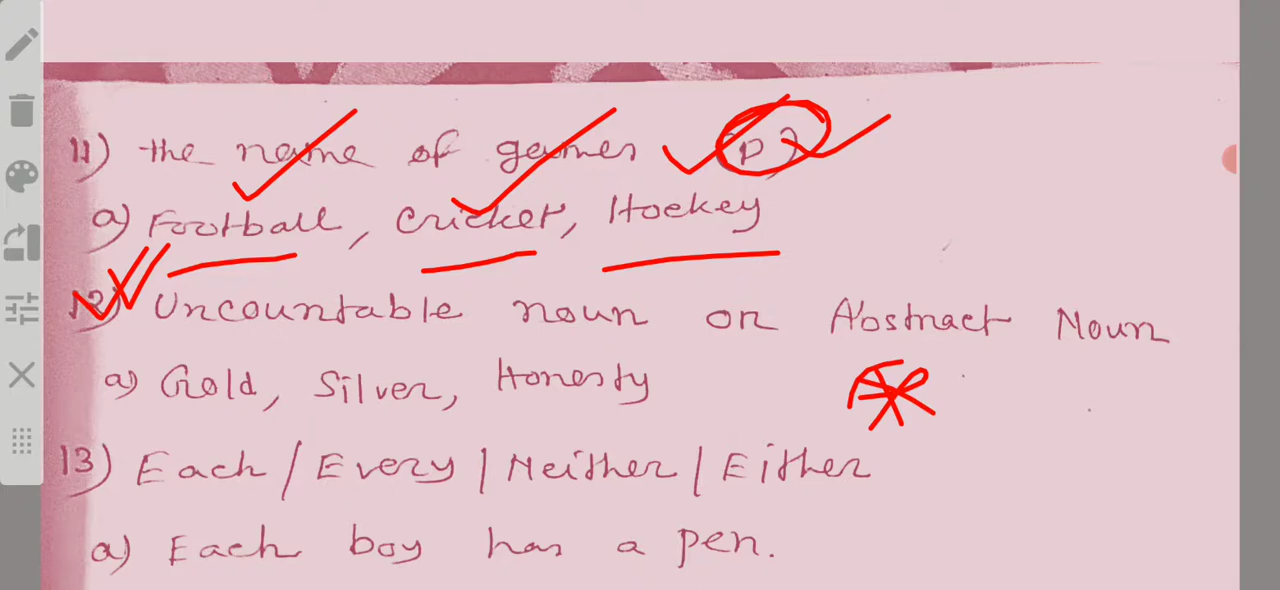 11) the name of games (P)
a) Football, Cricket, Hockey
12) Uncountable noun or Abstract Noun
a) Gold, Silver, Honesty
13) Each / Every / Neither / Either
a) Each boy has a pen.